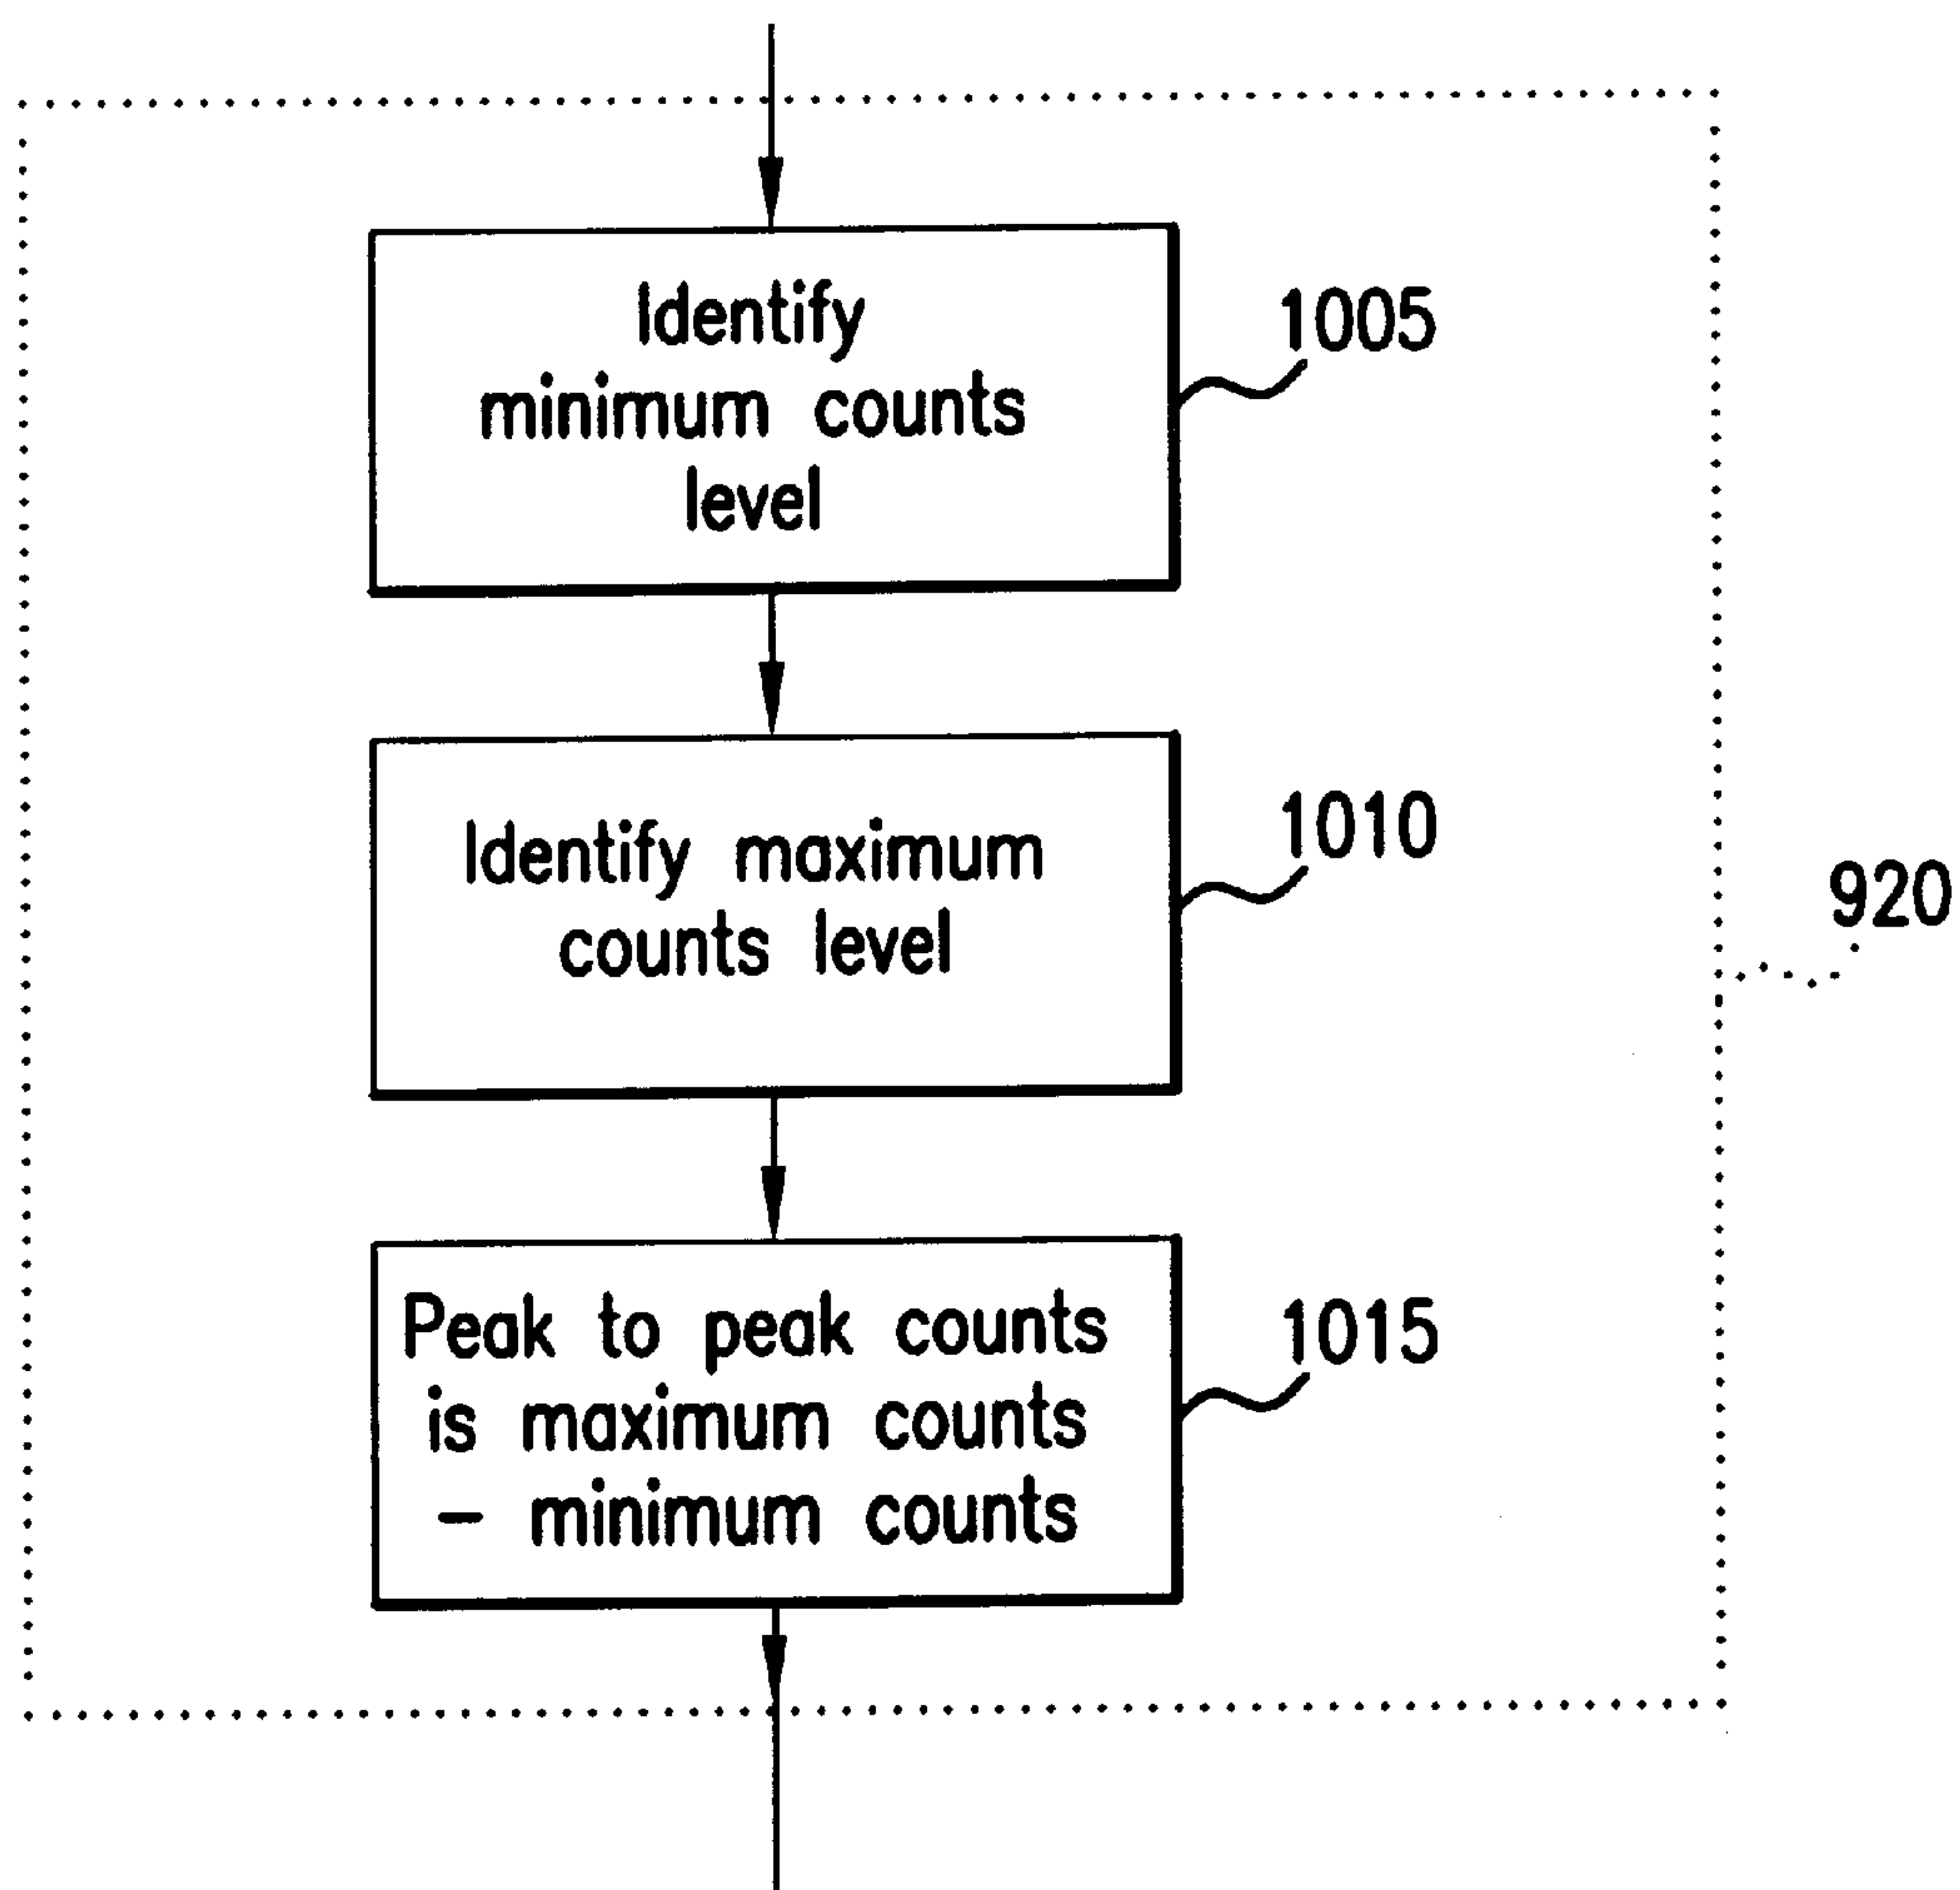 Identify
minimum counts
level
1005
Identify maximum
counts level
1010
920
Peak to peak counts
is maximum counts
- minimum counts
1015